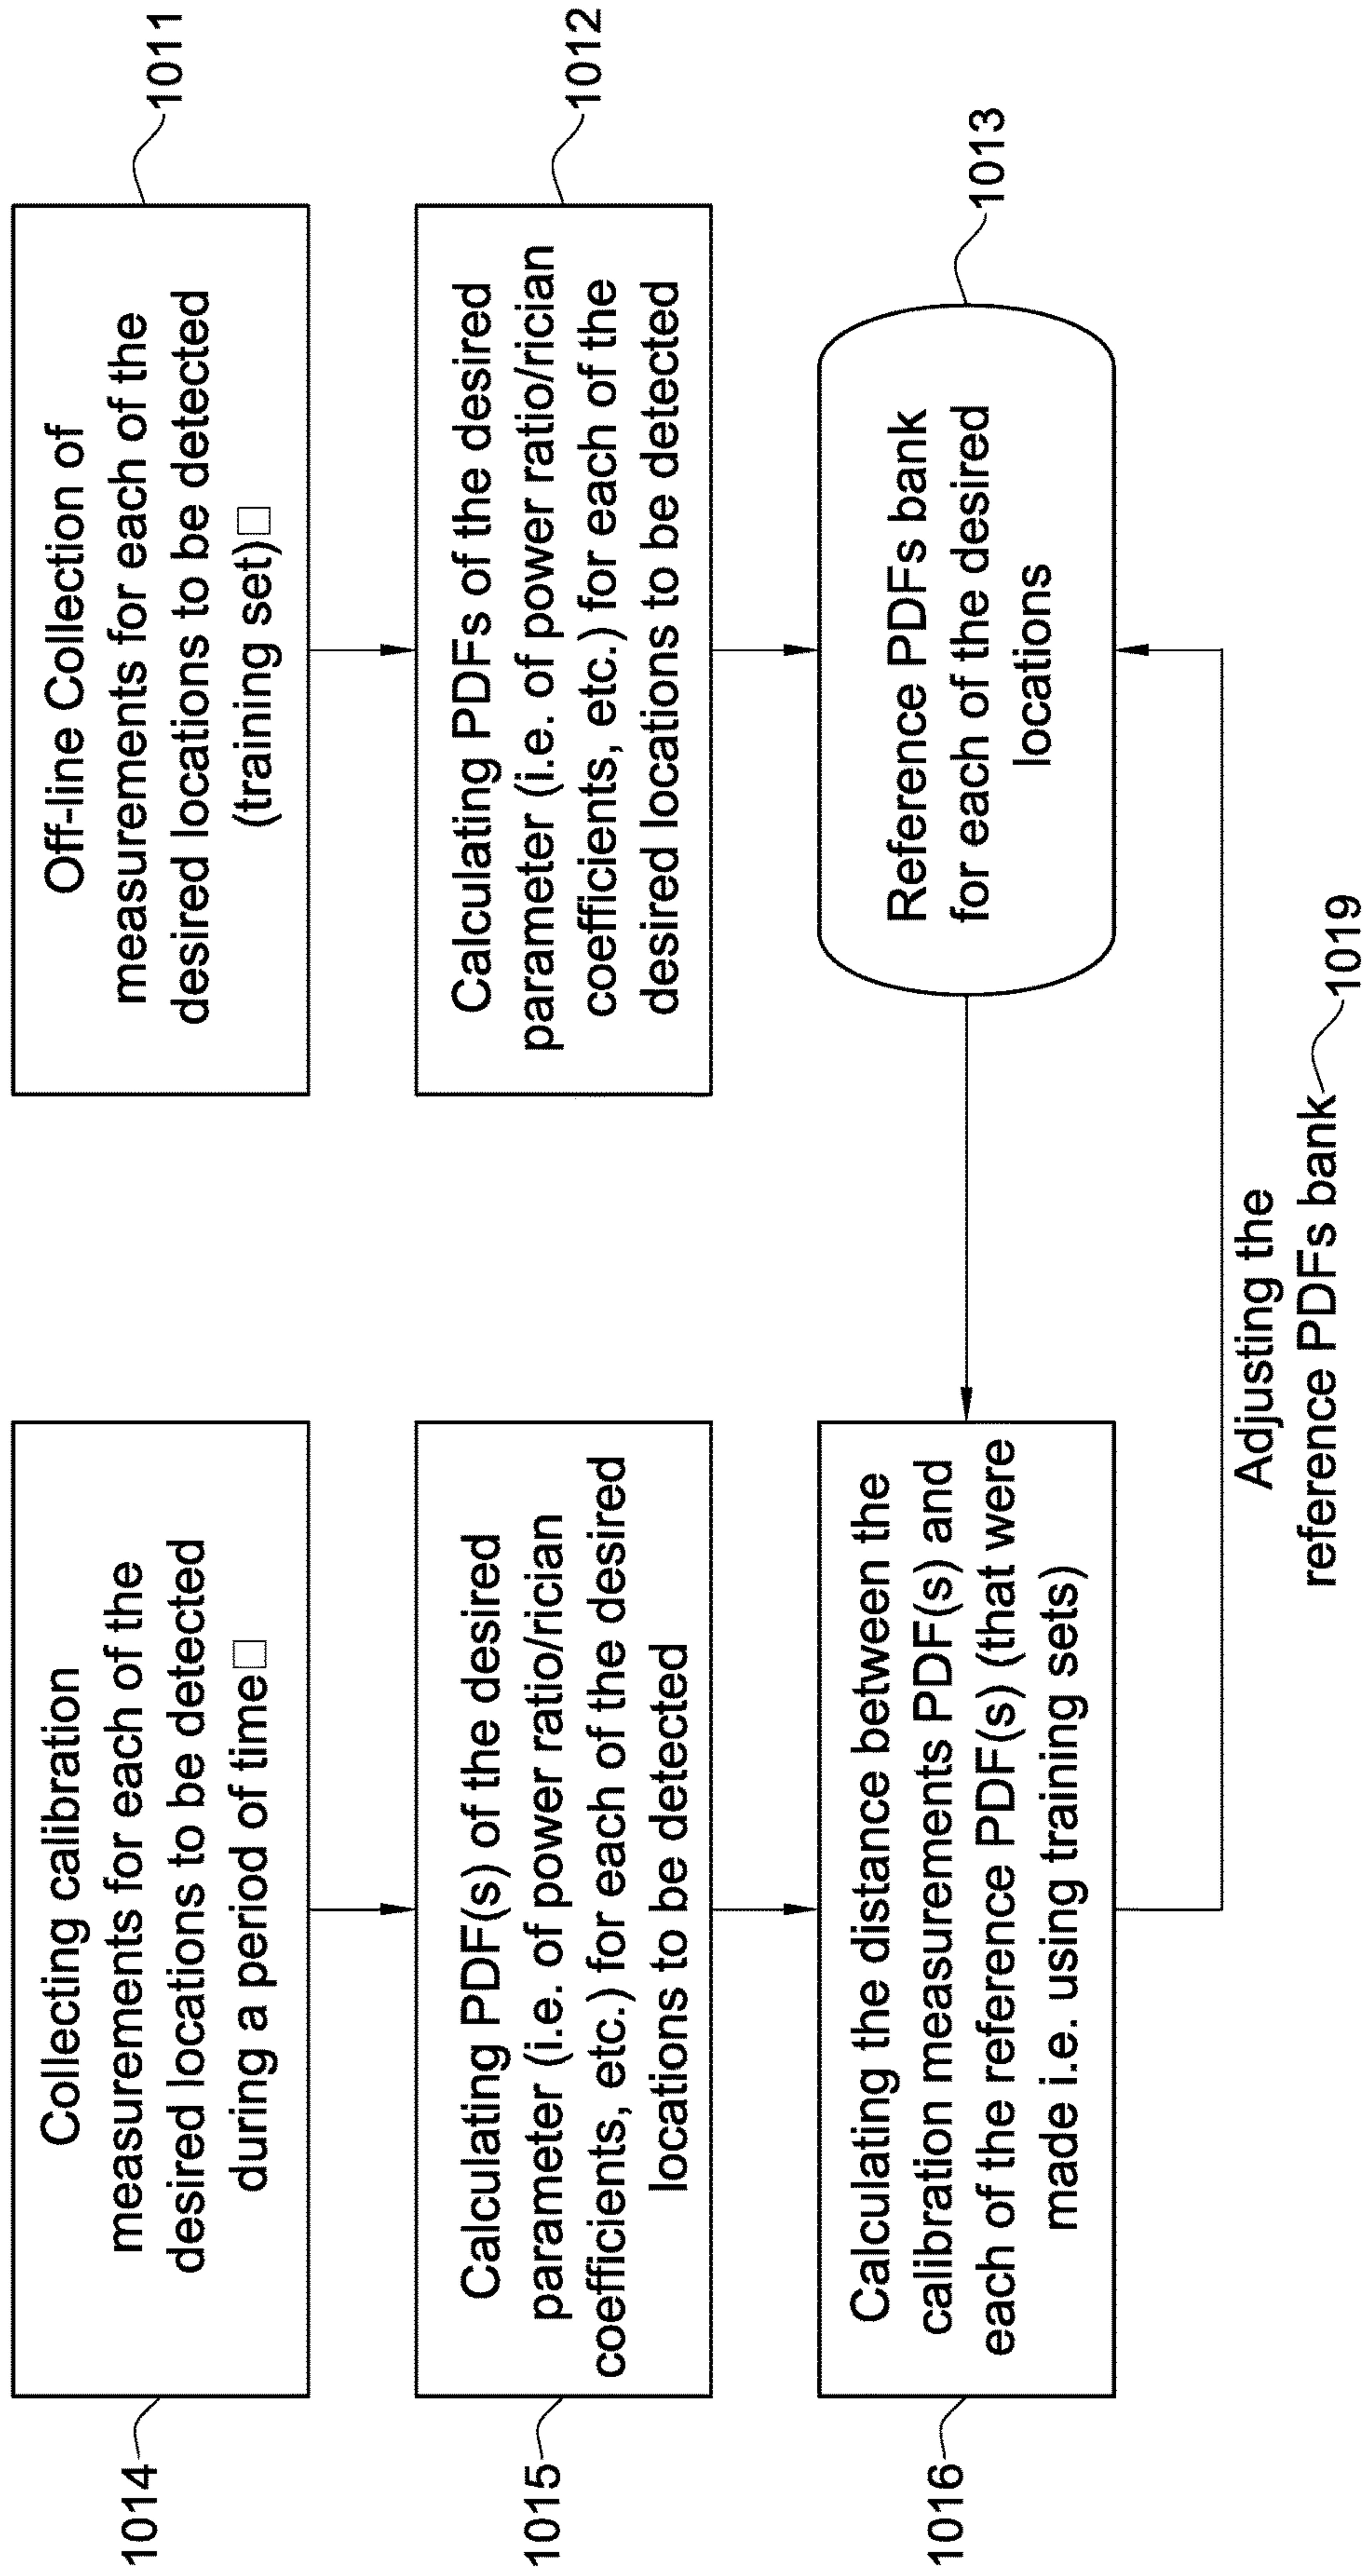 1014
Collecting calibration
measurements for each of the
desired locations to be detected
during a period of time□
1015
Calculating PDF(s) of the desired
parameter (i.e. of power ratio/rician
coefficients, etc.) for each of the desired
locations to be detected
1016
Calculating the distance between the
calibration measurements PDF(s) and
each of the reference PDF(s) (that were
made i.e. using training sets)
Off-line Collection of
measurements for each of the
desired locations to be detected
(training set)□
1011
Calculating PDFs of the desired
parameter (i.e. of power ratio/rician
coefficients, etc.) for each of the
desired locations to be detected
1012
Reference PDFs bank
for each of the desired
locations
1013
Adjusting the
reference PDFs bank
1019